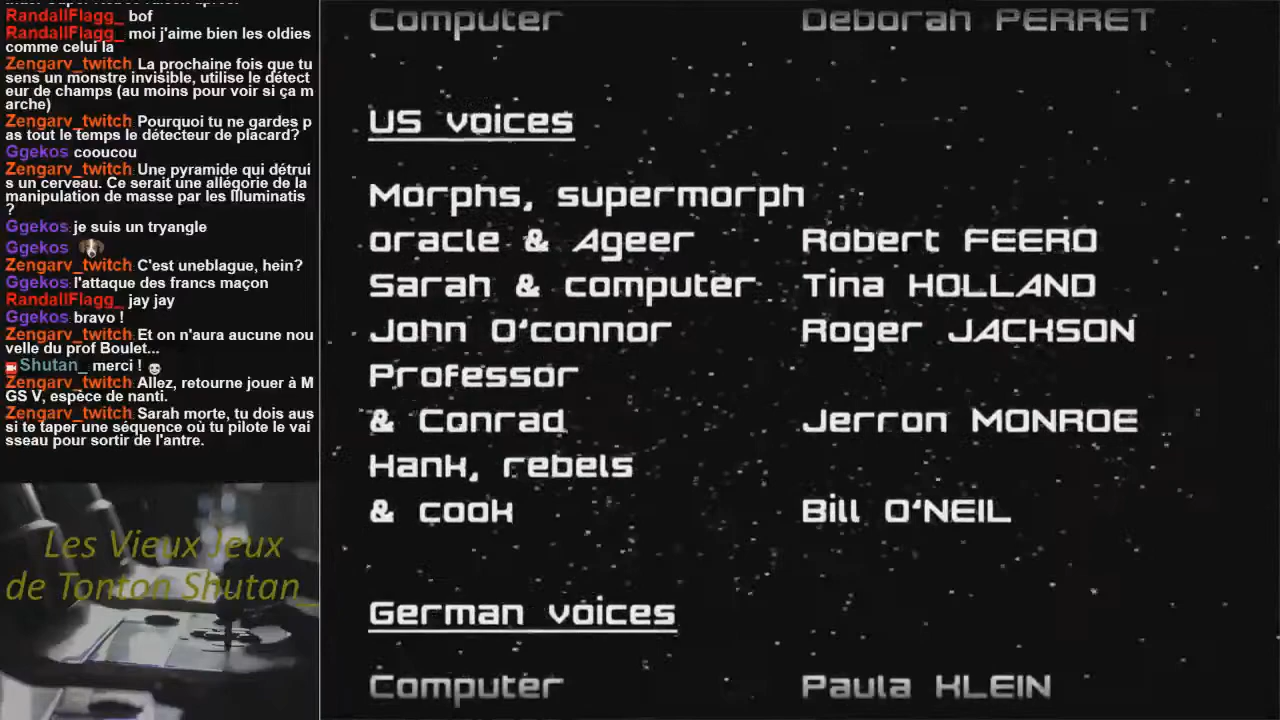 RandallFlagg_ bof
RandallFlagg_ moi j'aime bien les oldies
comme celui la
Zengarv_twitch La prochaine fois que tu
sens un monstre invisible, utilise le détect
eur de champs (au moins pour voir si ça m
arche)
Zengarv_twitch Pourquoi tu ne gardes p
as tout le temps le détecteur de placard?
Ggekos cooucou
Zengarv_twitch Une pyramide qui détrui
s un cerveau. Ce serait une allégorie de la
manipulation de masse par les Illuminatis
?
Ggekos je suis un tryangle
Ggekos
Zengarv_twitch C'est uneblague, hein?
Ggekos l'attaque des francs maçon
RandallFlagg_ jay jay
Ggekos bravo !
Zengarv_twitch Et on n'aura aucune nou
velle du prof Boulet...
Shutan_ merci !
Zengarv_twitch Allez, retourne jouer à M
GS V, espèce de nanti.
Zengarv_twitch Sarah morte, tu dois aus
si te taper une séquence où tu pilote le vai
sseau pour sortir de l'antre.
Les Vieux Jeux
de Tonton Shutan_
Computer Deborah PERRET
US voices
Morphs, supermorph
oracle & Ageer Robert FEERO
Sarah & computer Tina HOLLAND
John O'connor Roger JACKSON
Professor
& Conrad Jerron MONROE
Hank, rebels
& cook Bill O'NEIL
German voices
Computer Paula KLEIN